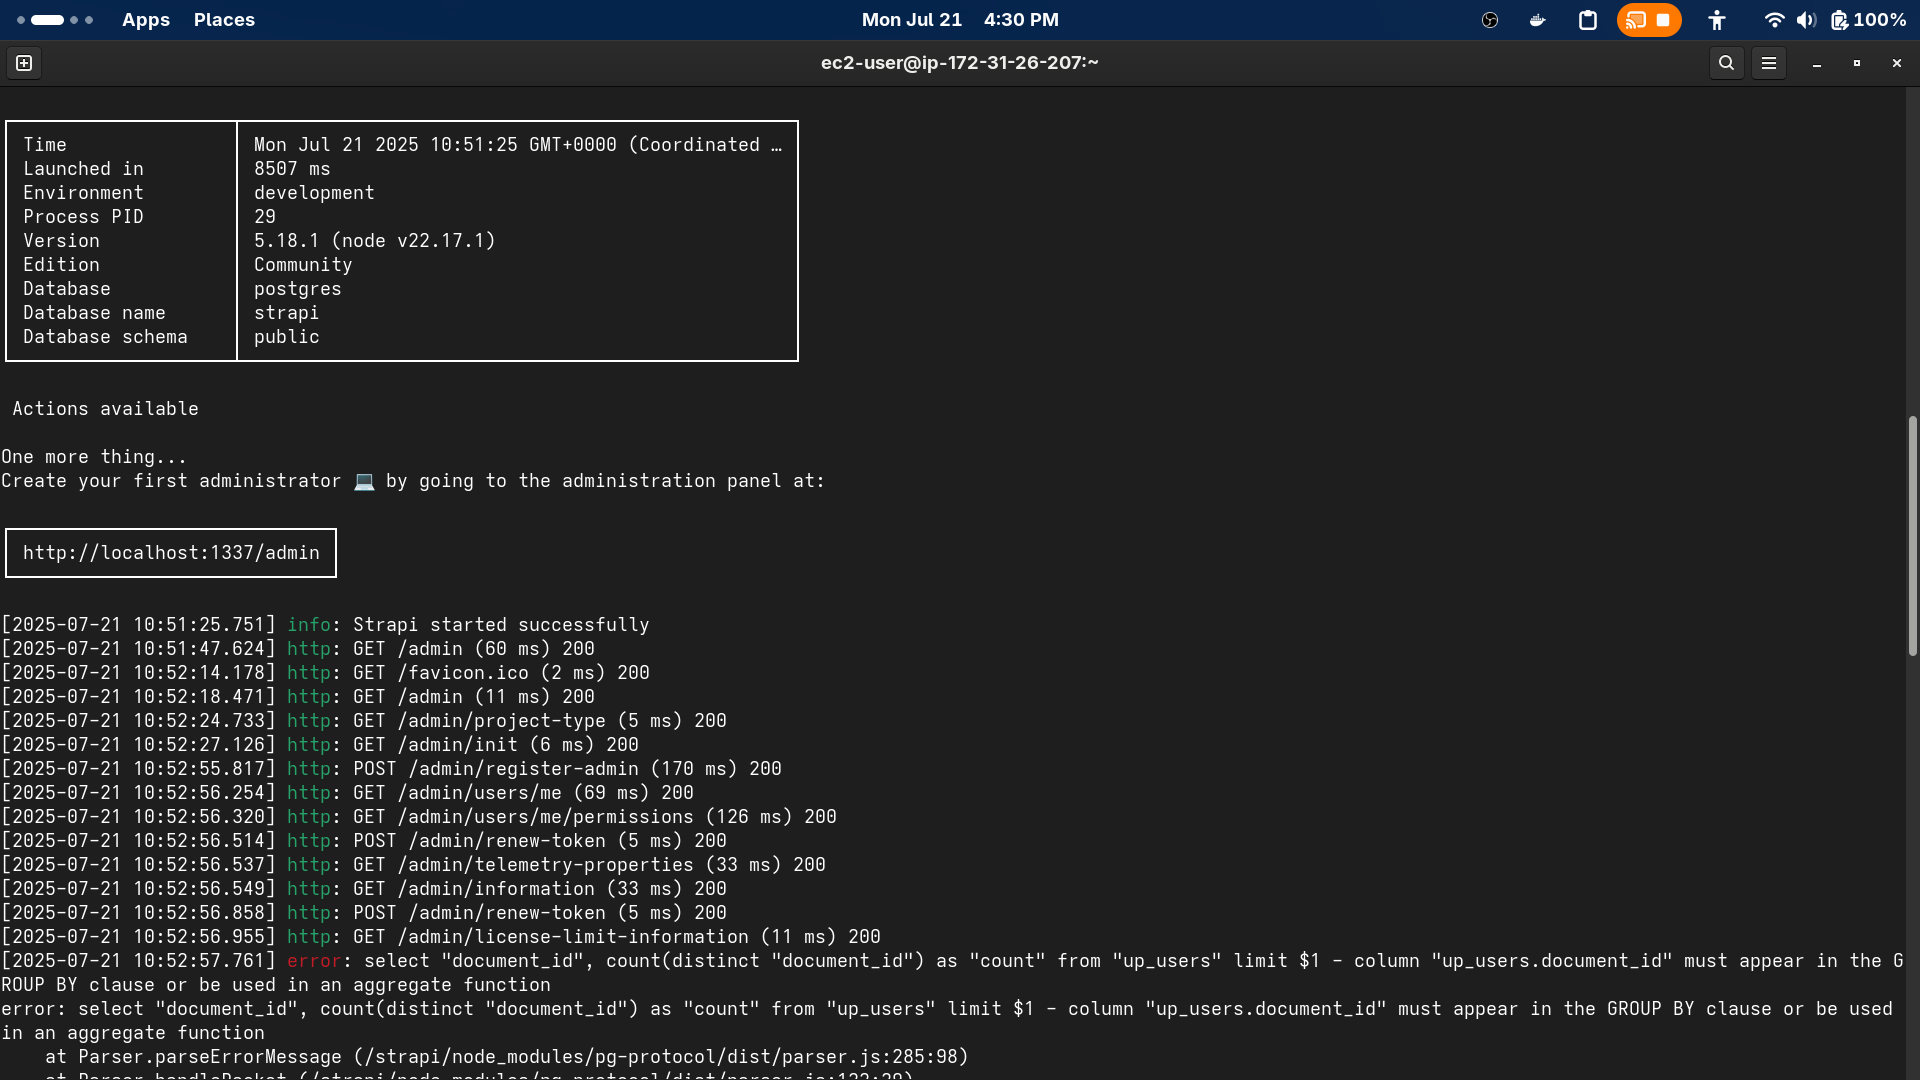 Apps Places Mon Jul 21 4:30 PM 100%
ec2-user@ip-172-31-26-207:~
Time Mon Jul 21 2025 10:51:25 GMT+0000 (Coordinated …
Launched in 8507 ms
Environment development
Process PID 29
Version 5.18.1 (node v22.17.1)
Edition Community
Database postgres
Database name strapi
Database schema public
Actions available
One more thing...
Create your first administrator 💻 by going to the administration panel at:
http://localhost:1337/admin
[2025-07-21 10:51:25.751] info: Strapi started successfully
[2025-07-21 10:51:47.624] http: GET /admin (60 ms) 200
[2025-07-21 10:52:14.178] http: GET /favicon.ico (2 ms) 200
[2025-07-21 10:52:18.471] http: GET /admin (11 ms) 200
[2025-07-21 10:52:24.733] http: GET /admin/project-type (5 ms) 200
[2025-07-21 10:52:27.126] http: GET /admin/init (6 ms) 200
[2025-07-21 10:52:55.817] http: POST /admin/register-admin (170 ms) 200
[2025-07-21 10:52:56.254] http: GET /admin/users/me (69 ms) 200
[2025-07-21 10:52:56.320] http: GET /admin/users/me/permissions (126 ms) 200
[2025-07-21 10:52:56.514] http: POST /admin/renew-token (5 ms) 200
[2025-07-21 10:52:56.537] http: GET /admin/telemetry-properties (33 ms) 200
[2025-07-21 10:52:56.549] http: GET /admin/information (33 ms) 200
[2025-07-21 10:52:56.858] http: POST /admin/renew-token (5 ms) 200
[2025-07-21 10:52:56.955] http: GET /admin/license-limit-information (11 ms) 200
[2025-07-21 10:52:57.761] error: select "document_id", count(distinct "document_id") as "count" from "up_users" limit $1 - column "up_users.document_id" must appear in the G
ROUP BY clause or be used in an aggregate function
error: select "document_id", count(distinct "document_id") as "count" from "up_users" limit $1 - column "up_users.document_id" must appear in the GROUP BY clause or be used
in an aggregate function
at Parser.parseErrorMessage (/strapi/node_modules/pg-protocol/dist/parser.js:285:98)
at Parser.handlePacket (/strapi/node_modules/pg-protocol/dist/parser.js:122:29)